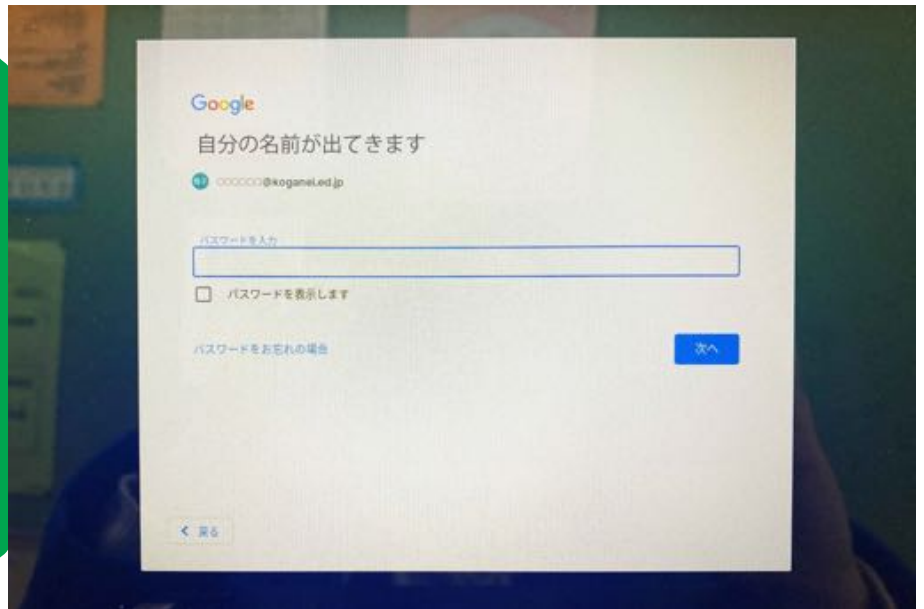 Google
自分の名前が出てきます
○○○○○○@koganei.ed.jp
パスワードを入力
パスワードを表示します
パスワードをお忘れの場合
次へ
戻る